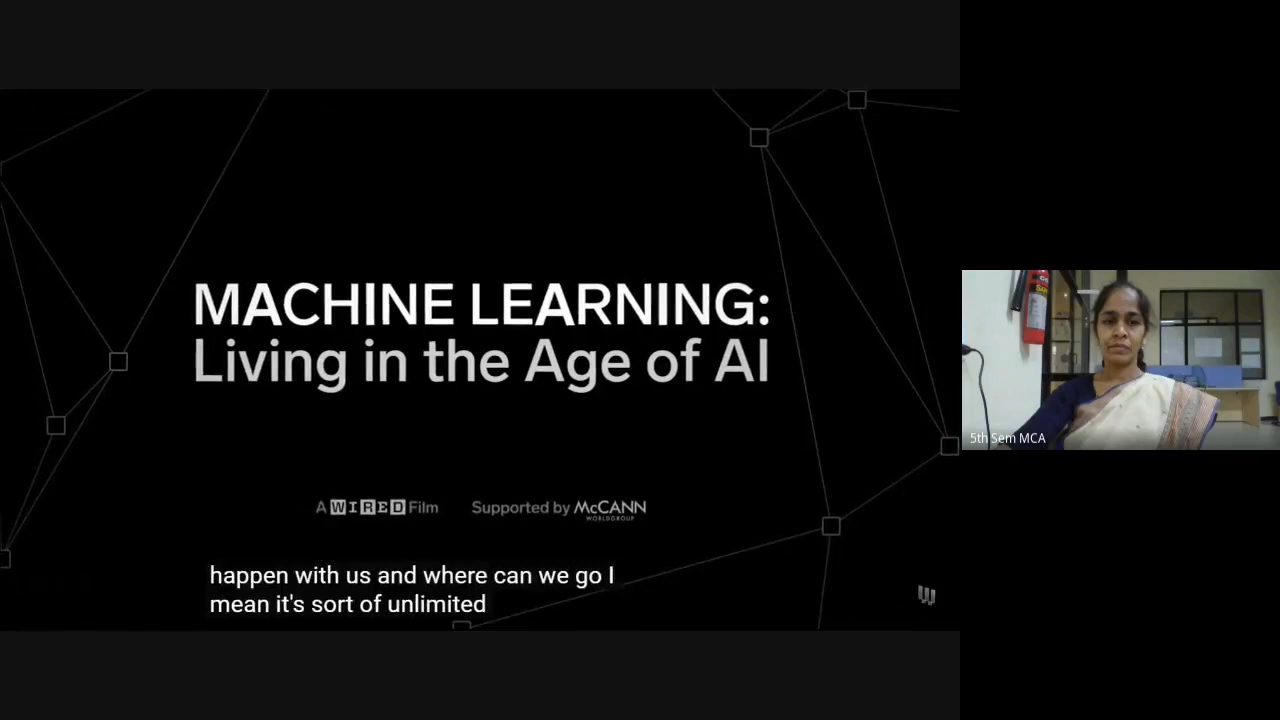 MACHINE LEARNING:
Living in the Age of AI
A WIRED Film
Supported by McCANN
WORLDGROUP
happen with us and where can we go I
mean it's sort of unlimited
5th Sem MCA